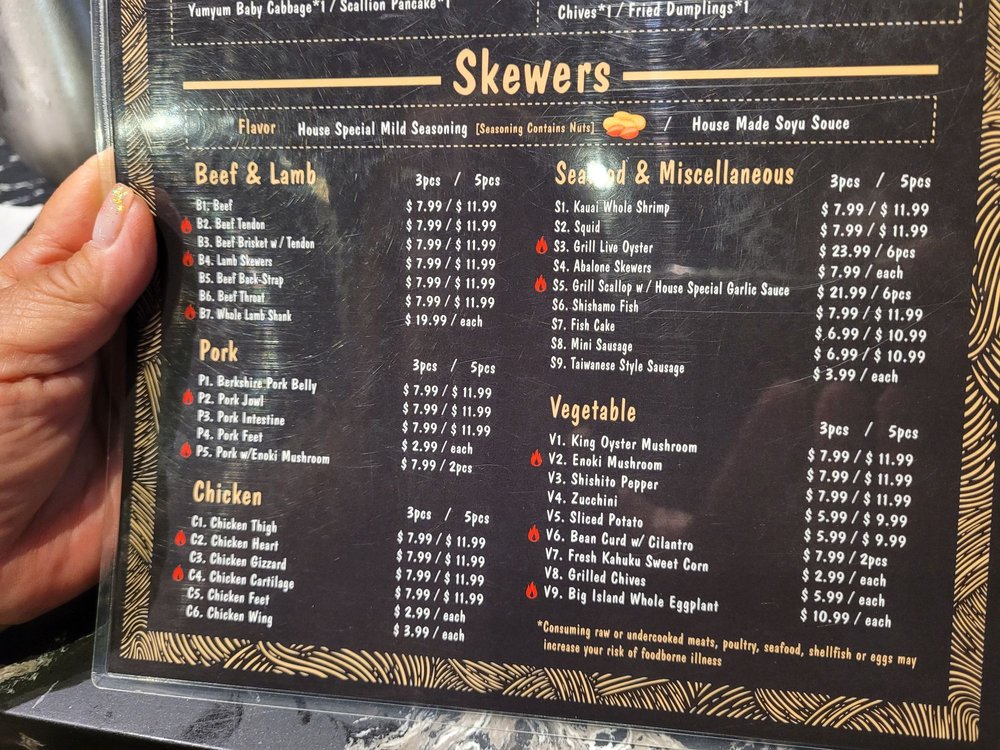 Yumyum Baby Cabbage*1 / Scallion Pancake*1
Chives*1 / Fried Dumplings*1
Skewers
Flavor House Special Mild Seasoning [Seasoning Contains Nuts] / House Made Soyu Souce
Beef & Lamb 3pcs / 5pcs
B1. Beef $ 7.99 / $ 11.99
B2. Beef Tendon $ 7.99 / $ 11.99
B3. Beef Brisket w / Tendon $ 7.99 / $ 11.99
B4. Lamb Skewers $ 7.99 / $ 11.99
B5. Beef Back-Strap $ 7.99 / $ 11.99
B6. Beef Throat $ 7.99 / $ 11.99
B7. Whole Lamb Shank $ 19.99 / each
Pork 3pcs / 5pcs
P1. Berkshire Pork Belly $ 7.99 / $ 11.99
P2. Pork Jowl $ 7.99 / $ 11.99
P3. Pork Intestine $ 7.99 / $ 11.99
P4. Pork Feet $ 2.99 / each
P5. Pork w/Enoki Mushroom $ 7.99 / 2pcs
Chicken 3pcs / 5pcs
C1. Chicken Thigh $ 7.99 / $ 11.99
C2. Chicken Heart $ 7.99 / $ 11.99
C3. Chicken Gizzard $ 7.99 / $ 11.99
C4. Chicken Cartilage $ 7.99 / $ 11.99
C5. Chicken Feet $ 2.99 / each
C6. Chicken Wing $ 3.99 / each
Seafood & Miscellaneous 3pcs / 5pcs
S1. Kauai Whole Shrimp $ 7.99 / $ 11.99
S2. Squid $ 7.99 / $ 11.99
S3. Grill Live Oyster $ 23.99 / 6pcs
S4. Abalone Skewers $ 7.99 / each
S5. Grill Scallop w / House Special Garlic Sauce $ 21.99 / 6pcs
S6. Shishamo Fish $ 7.99 / $ 11.99
S7. Fish Cake $ 6.99 / $ 10.99
S8. Mini Sausage $ 6.99 / $ 10.99
S9. Taiwanese Style Sausage $ 3.99 / each
Vegetable 3pcs / 5pcs
V1. King Oyster Mushroom $ 7.99 / $ 11.99
V2. Enoki Mushroom $ 7.99 / $ 11.99
V3. Shishito Pepper $ 7.99 / $ 11.99
V4. Zucchini $ 5.99 / $ 9.99
V5. Sliced Potato $ 5.99 / $ 9.99
V6. Bean Curd w/ Cilantro $ 7.99 / 2pcs
V7. Fresh Kahuku Sweet Corn $ 2.99 / each
V8. Grilled Chives $ 5.99 / each
V9. Big Island Whole Eggplant $ 10.99 / each
*Consuming raw or undercooked meats, poultry, seafood, shellfish or eggs may
increase your risk of foodborne illness